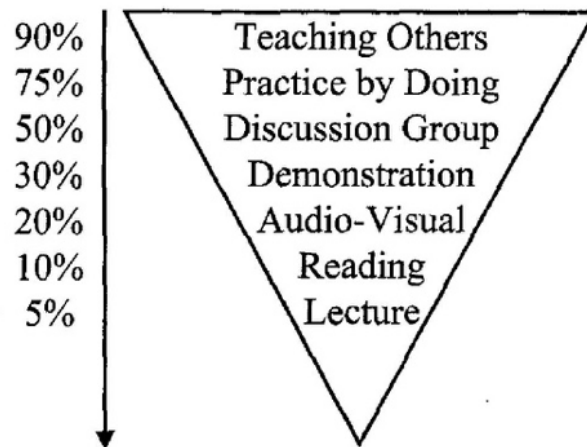 90% Teaching Others
75% Practice by Doing
50% Discussion Group
30% Demonstration
20% Audio-Visual
10% Reading
5% Lecture